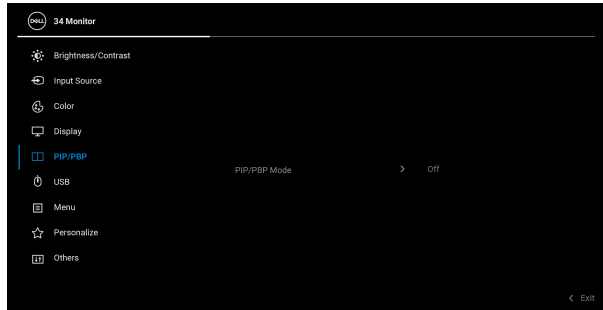 DELL
34 Monitor
Brightness/Contrast
Input Source
Color
Display
PIP/PBP
PIP/PBP Mode Off
USB
Menu
Personalize
Others
Exit